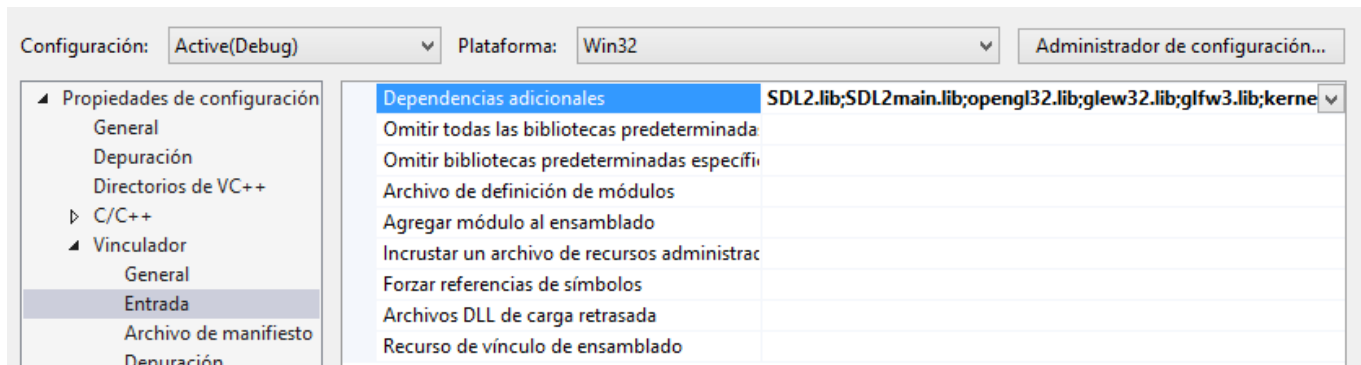 Configuración: Active(Debug) Plataforma: Win32 Administrador de configuración...
Propiedades de configuración
General
Depuración
Directorios de VC++
C/C++
Vinculador
General
Entrada
Archivo de manifiesto
Depuración
Dependencias adicionales SDL2.lib;SDL2main.lib;opengl32.lib;glew32.lib;glfw3.lib;kerne
Omitir todas las bibliotecas predeterminada
Omitir bibliotecas predeterminadas específi
Archivo de definición de módulos
Agregar módulo al ensamblado
Incrustar un archivo de recursos administrac
Forzar referencias de símbolos
Archivos DLL de carga retrasada
Recurso de vínculo de ensamblado